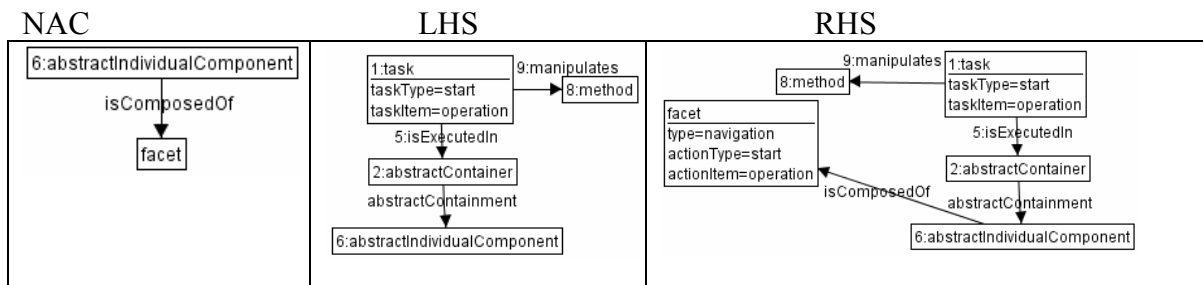 NAC
LHS
RHS
6:abstractIndividualComponent
isComposedOf
facet
1:task
taskType=start
taskItem=operation
9:manipulates
8:method
5:isExecutedIn
2:abstractContainer
abstractContainment
6:abstractIndividualComponent
9:manipulates
1:task
8:method
taskType=start
taskItem=operation
facet
type=navigation
actionType=start
actionItem=operation
5:isExecutedIn
2:abstractContainer
isComposedOf
abstractContainment
6:abstractIndividualComponent